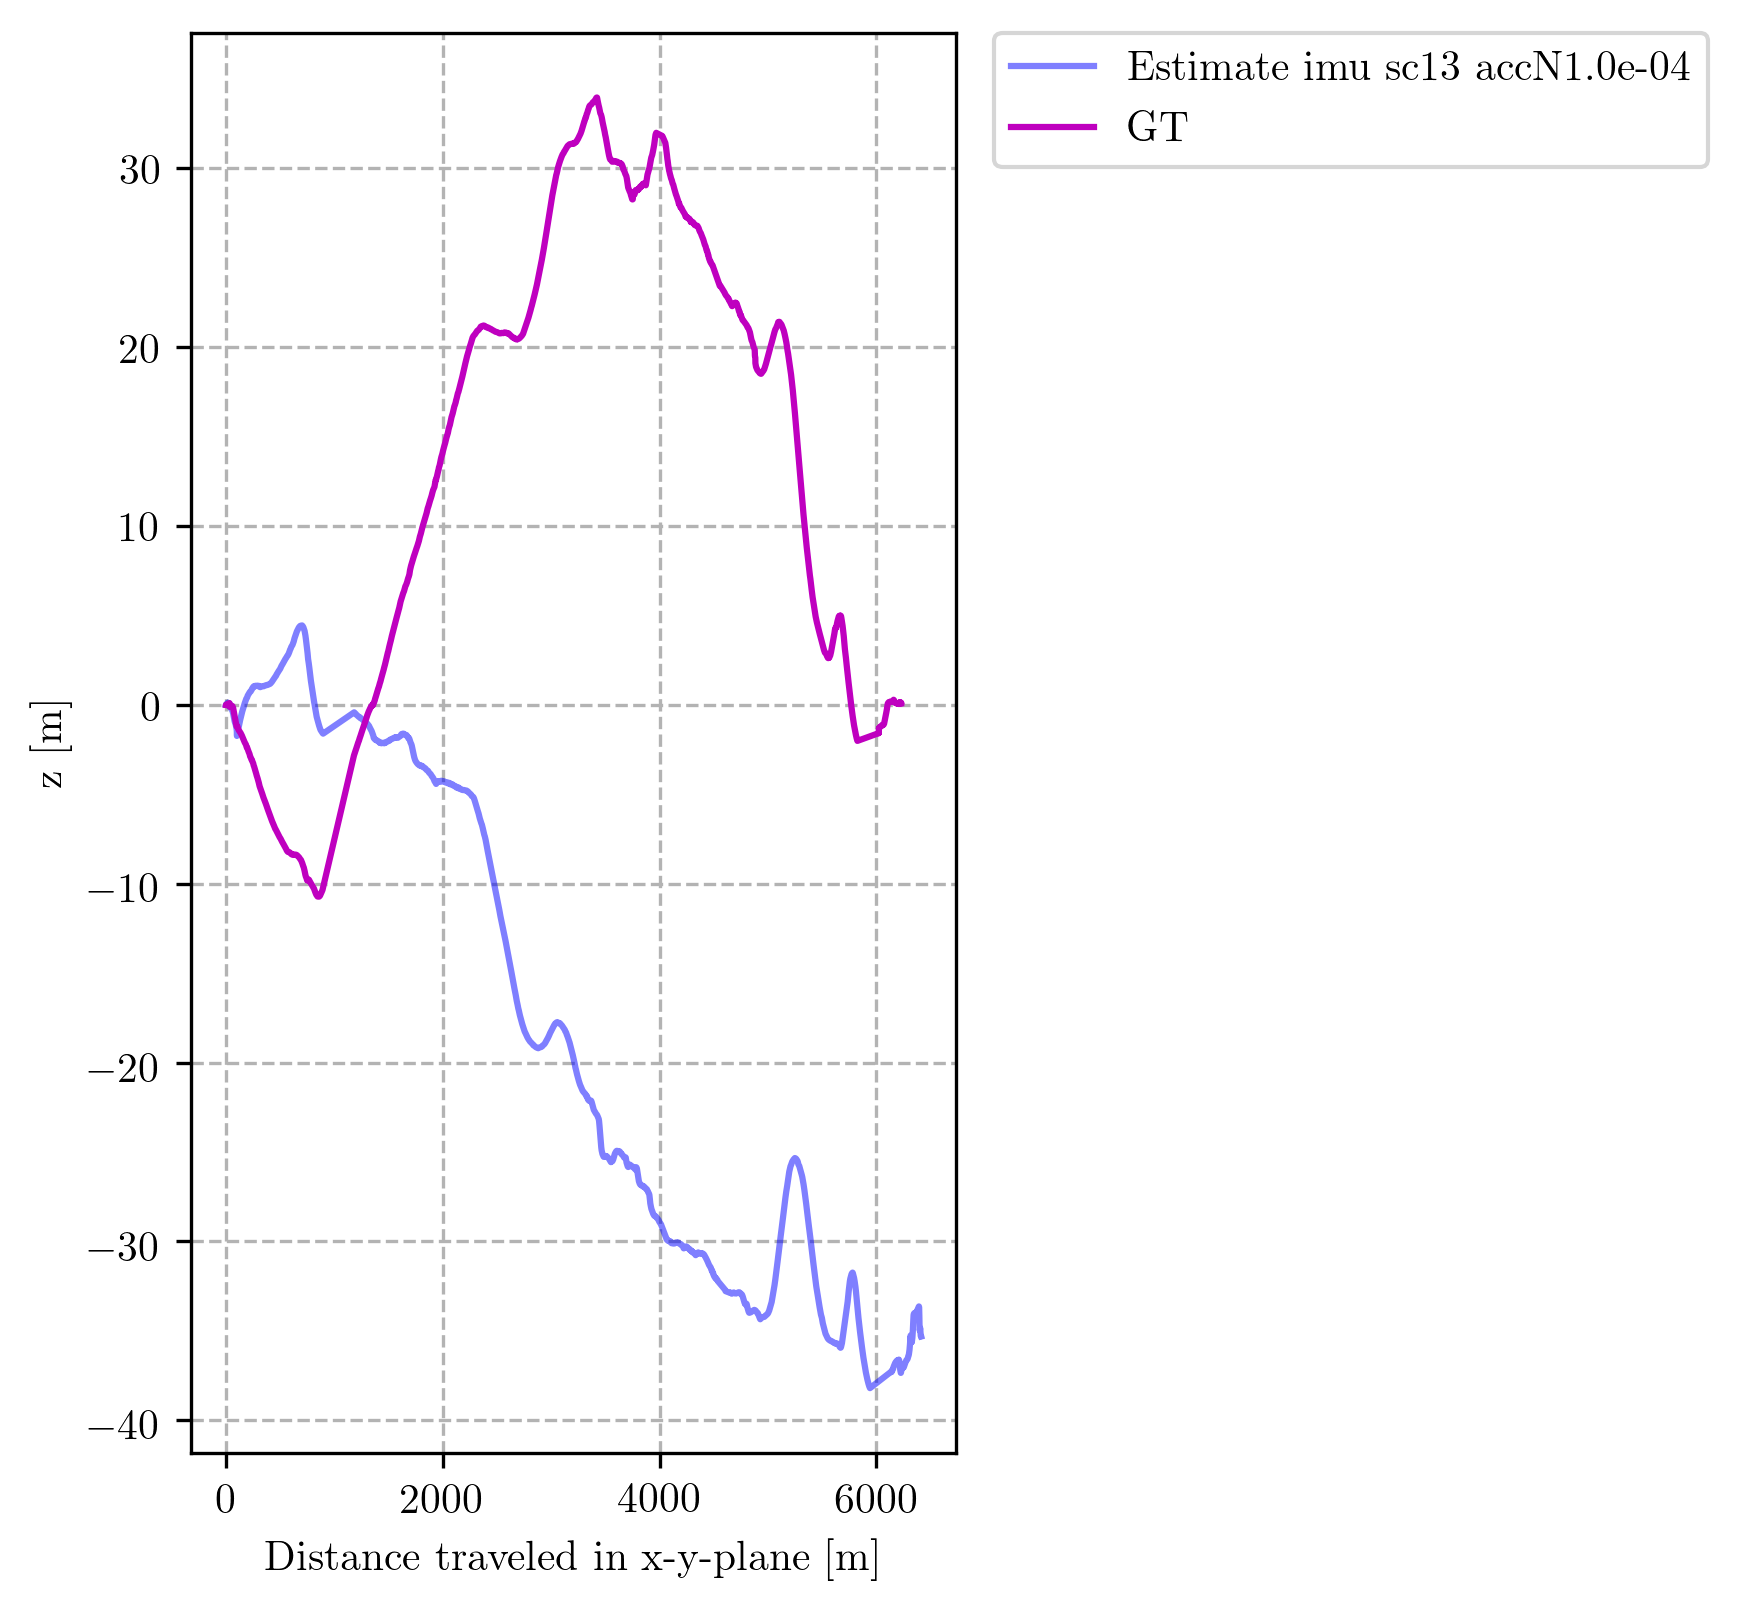 Estimate imu sc13 accN1.0e-04
GT
30
20
10
0
−10
−20
−30
−40
z [m]
0 2000 4000 6000
Distance traveled in x-y-plane [m]